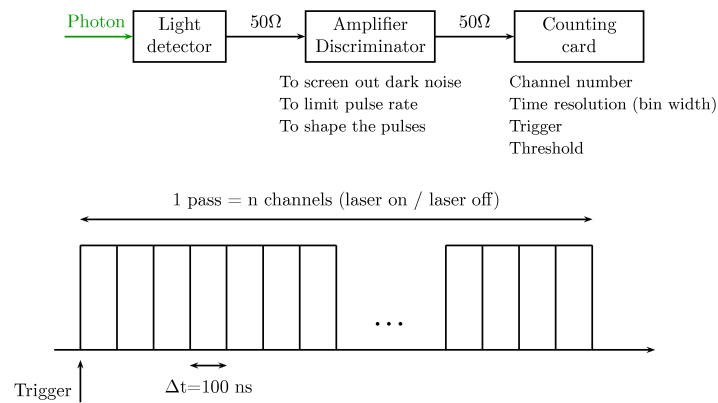 Photon
Light
detector
50Ω
Amplifier
Discriminator
50Ω
Counting
card
To screen out dark noise
To limit pulse rate
To shape the pulses
Channel number
Time resolution (bin width)
Trigger
Threshold
1 pass = n channels (laser on / laser off)
...
Δt=100 ns
Trigger